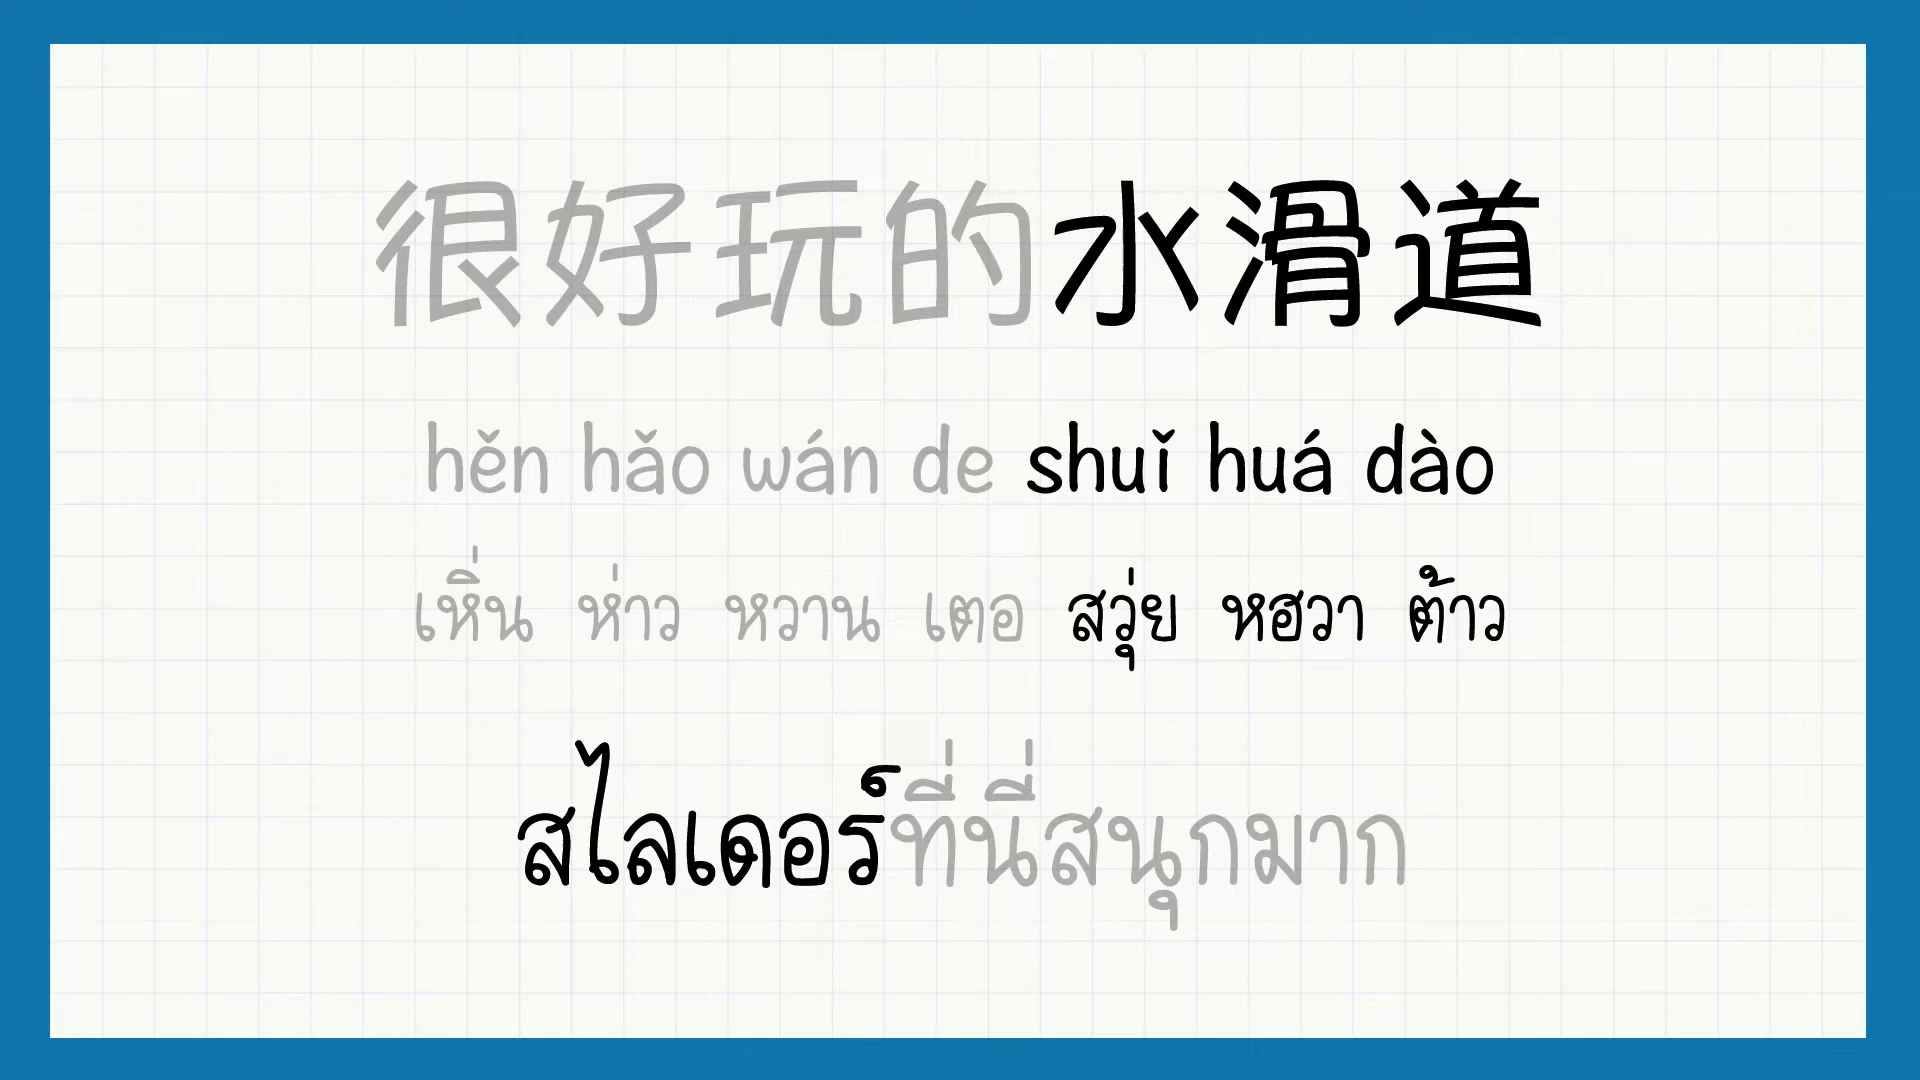 很好玩的水滑道
hěn hǎo wán de shuǐ huá dào
เหิ่น ห่าว หวาน เตอ สวุ่ย หฮวา ต้าว
สไลเดอร์ที่นี่สนุกมาก